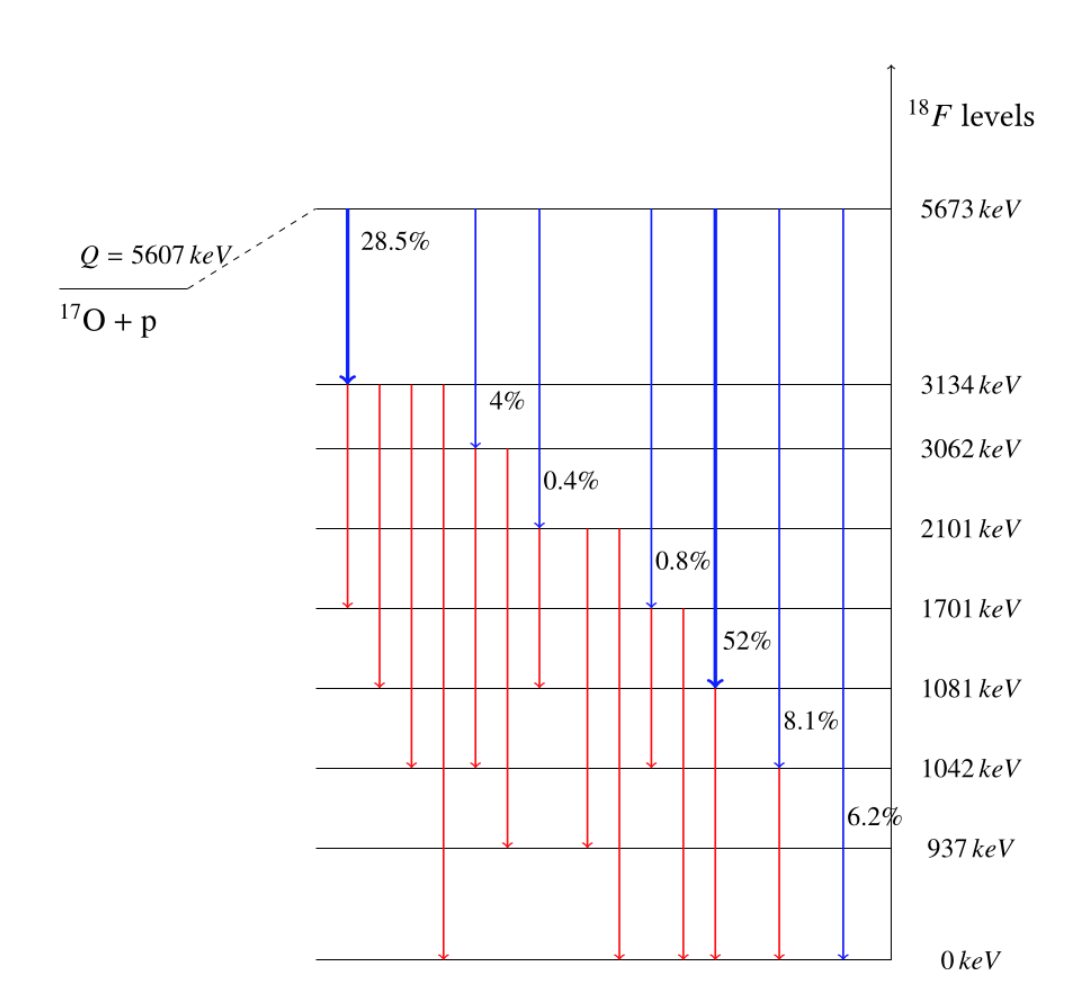 ¹⁸F levels
5673 keV
28.5%
Q = 5607 keV
¹⁷O + p
3134 keV
4%
3062 keV
0.4%
2101 keV
0.8%
1701 keV
52%
1081 keV
8.1%
1042 keV
6.2%
937 keV
0 keV